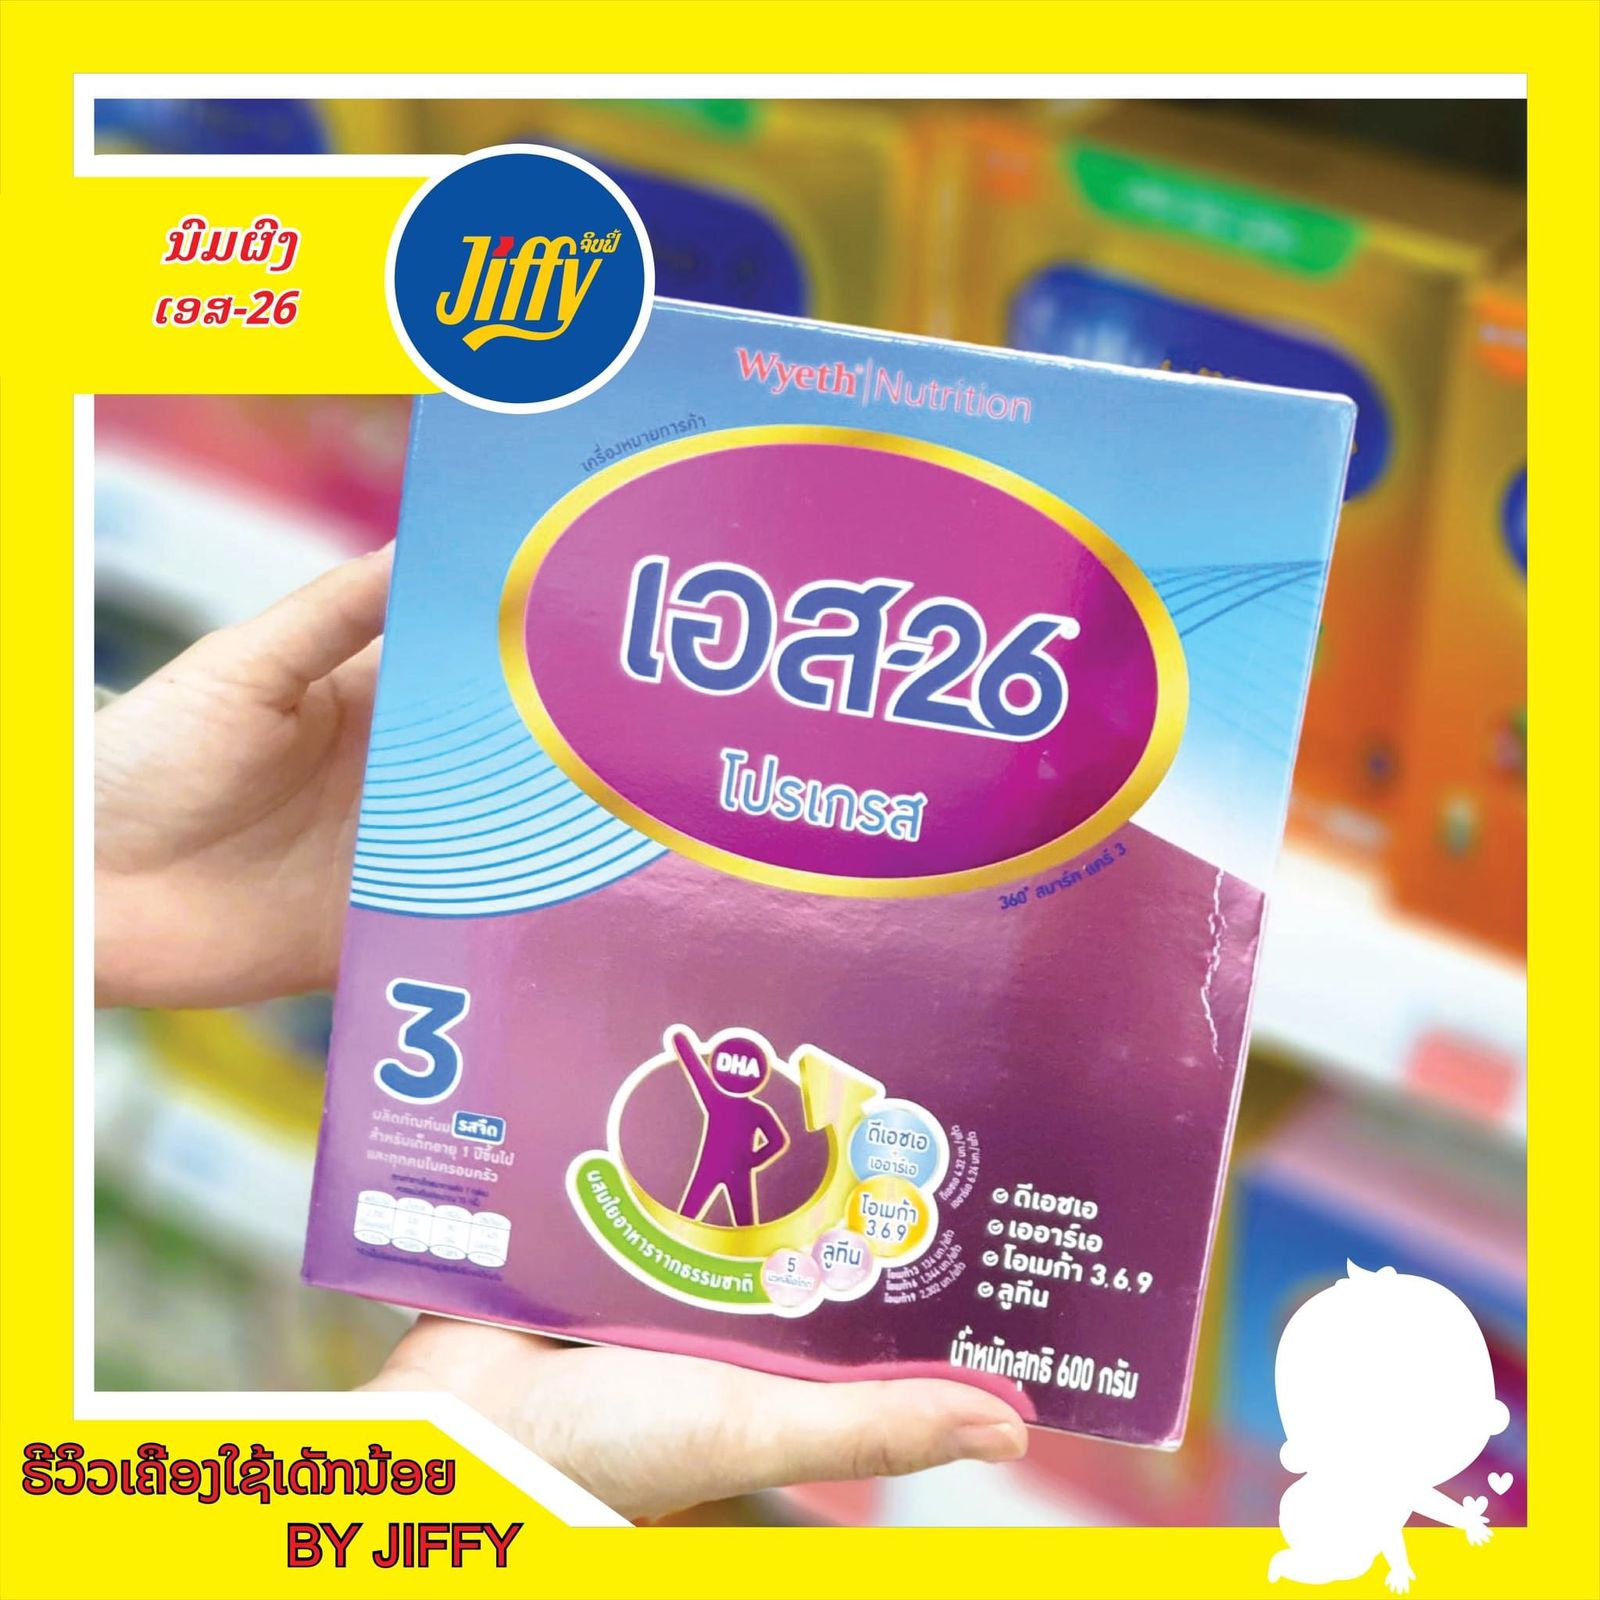 ນົມຜົງ
ເອສ-26
Jiffy
ຈິບຟີ້
Wyeth® | Nutrition
เครื่องหมายการค้า
เอส-26
โปรเกรส
360° สมาร์ท แคร์ 3
3
ผลิตภัณฑ์นม รสจืด
สำหรับเด็กอายุ 1 ปีขึ้นไป
และทุกคนในครอบครัว
DHA
ดีเอชเอ
เออาร์เอ
โอเมก้า
3,6,9
ลูทีน
5
ผสมใยอาหารจากธรรมชาติ
ดีเอชเอ
เออาร์เอ
โอเมก้า 3,6,9
ลูทีน
น้ำหนักสุทธิ 600 กรัม
ຣີວິວເຄື່ອງໃຊ້ເດັກນ້ອຍ
BY JIFFY